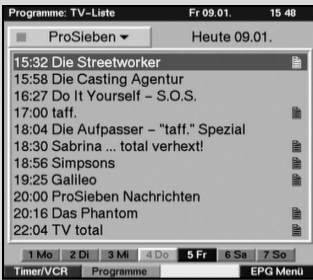 Programme: TV-Liste Fr 09.01. 15 48
ProSieben Heute 09.01.
15:32 Die Streetworker
15:58 Die Casting Agentur
16:27 Do It Yourself – S.O.S.
17:00 taff.
18:04 Die Aufpasser – "taff." Spezial
18:30 Sabrina ... total verhext!
18:56 Simpsons
19:25 Galileo
20:00 ProSieben Nachrichten
20:16 Das Phantom
22:04 TV total
1 Mo 2 Di 3 Mi 4 Do 5 Fr 6 Sa 7 So
Timer/VCR Programme EPG Menü